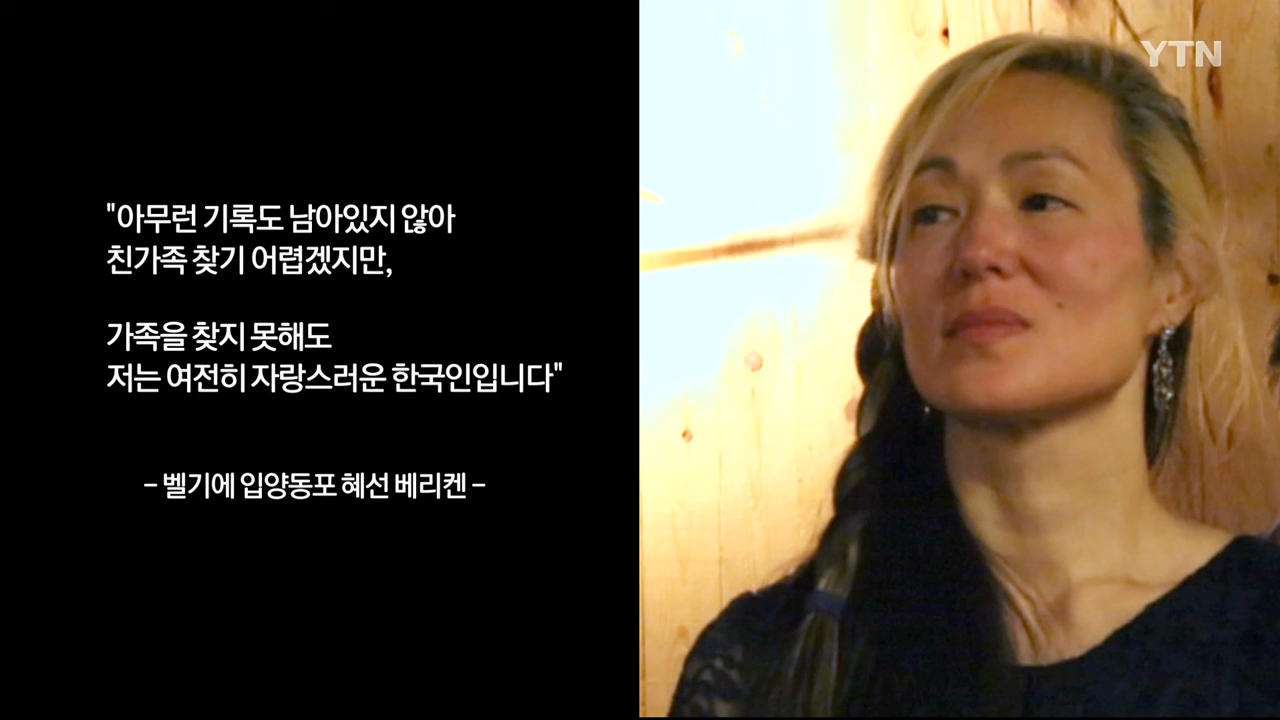 YTN
"아무런 기록도 남아있지 않아
친가족 찾기 어렵겠지만,
가족을 찾지 못해도
저는 여전히 자랑스러운 한국인입니다"
– 벨기에 입양동포 혜선 베리켄 –